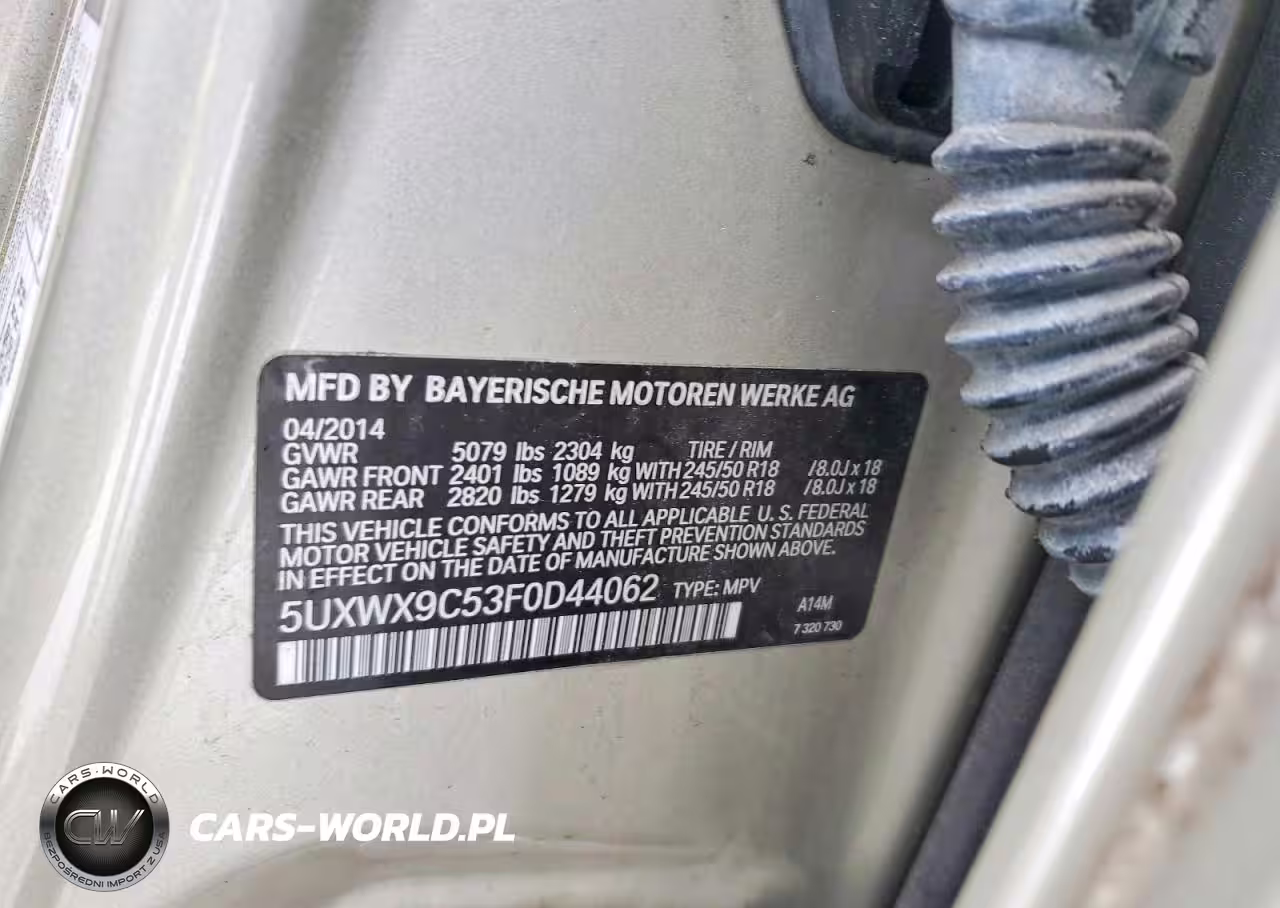 MFD BY BAYERISCHE MOTOREN WERKE AG
04/2014
GVWR 5079 lbs 2304 kg TIRE / RIM
GAWR FRONT 2401 lbs 1089 kg WITH 245/50 R18 /8.0J x 18
GAWR REAR 2820 lbs 1279 kg WITH 245/50 R18 /8.0J x 18
THIS VEHICLE CONFORMS TO ALL APPLICABLE U. S. FEDERAL
MOTOR VEHICLE SAFETY AND THEFT PREVENTION STANDARDS
IN EFFECT ON THE DATE OF MANUFACTURE SHOWN ABOVE.
5UXWX9C53F0D44062 TYPE: MPV
A14M
7 320 730
CARS-WORLD
CW
BEZPOŚREDNI IMPORT Z USA
CARS-WORLD.PL